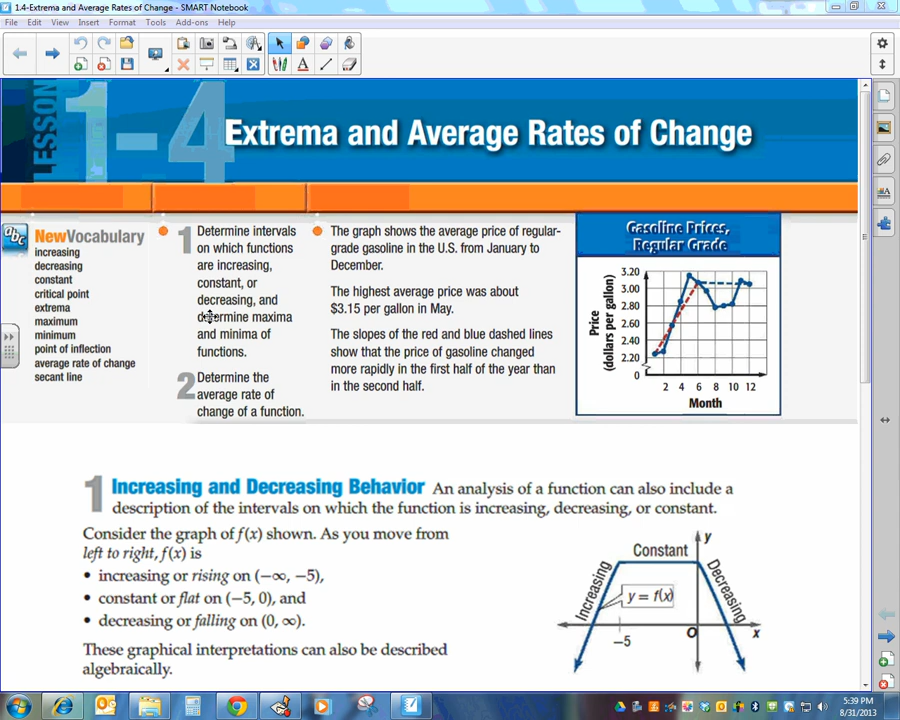 1.4-Extrema and Average Rates of Change - SMART Notebook
File Edit View Insert Format Tools Add-ons Help
LESSON 1–4 Extrema and Average Rates of Change
abc NewVocabulary
increasing
decreasing
constant
critical point
extrema
maximum
minimum
point of inflection
average rate of change
secant line
1 Determine intervals
on which functions
are increasing,
constant, or
decreasing, and
determine maxima
and minima of
functions.
2 Determine the
average rate of
change of a function.
The graph shows the average price of regular-
grade gasoline in the U.S. from January to
December.
The highest average price was about
$3.15 per gallon in May.
The slopes of the red and blue dashed lines
show that the price of gasoline changed
more rapidly in the first half of the year than
in the second half.
Gasoline Prices,
Regular Grade
Price
(dollars per gallon)
3.20
3.00
2.80
2.60
2.40
2.20
0
2 4 6 8 10 12
Month
1 Increasing and Decreasing Behavior An analysis of a function can also include a
description of the intervals on which the function is increasing, decreasing, or constant.
Consider the graph of f(x) shown. As you move from
left to right, f(x) is
• increasing or rising on (−∞, −5),
• constant or flat on (−5, 0), and
• decreasing or falling on (0, ∞).
These graphical interpretations can also be described
algebraically.
y
Constant
Increasing
Decreasing
y = f(x)
−5
O
x
5:39 PM
8/31/2013